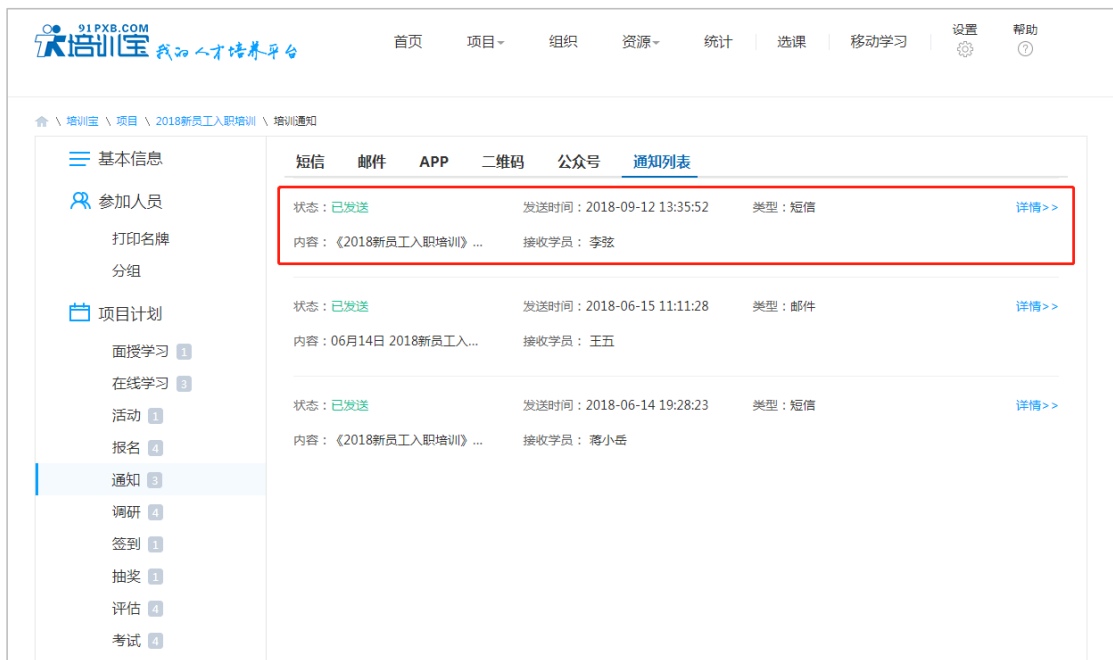 91PXB.COM
培训宝 我的人才培养平台
首页 项目 组织 资源 统计 选课 移动学习 设置 帮助
\ 培训宝 \ 项目 \ 2018新员工入职培训 \ 培训通知
基本信息
参加人员
打印名牌
分组
项目计划
面授学习 1
在线学习 3
活动 1
报名 4
通知 3
调研 4
签到 1
抽奖 1
评估 4
考试 4
短信 邮件 APP 二维码 公众号 通知列表
状态：已发送 发送时间：2018-09-12 13:35:52 类型：短信 详情>>
内容：《2018新员工入职培训》... 接收学员： 李弦
状态：已发送 发送时间：2018-06-15 11:11:28 类型：邮件 详情>>
内容：06月14日 2018新员工入... 接收学员： 王五
状态：已发送 发送时间：2018-06-14 19:28:23 类型：短信 详情>>
内容：《2018新员工入职培训》... 接收学员： 蒋小岳